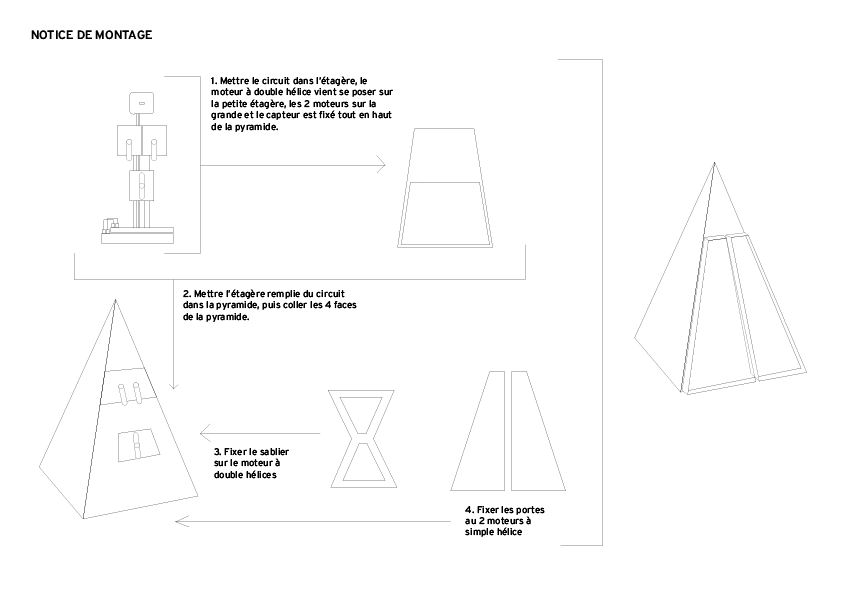 NOTICE DE MONTAGE
1. Mettre le circuit dans l'étagère, le
moteur à double hélice vient se poser sur
la petite étagère, les 2 moteurs sur la
grande et le capteur est fixé tout en haut
de la pyramide.
2. Mettre l'étagère remplie du circuit
dans la pyramide, puis coller les 4 faces
de la pyramide.
3. Fixer le sablier
sur le moteur à
double hélices
4. Fixer les portes
au 2 moteurs à
simple hélice